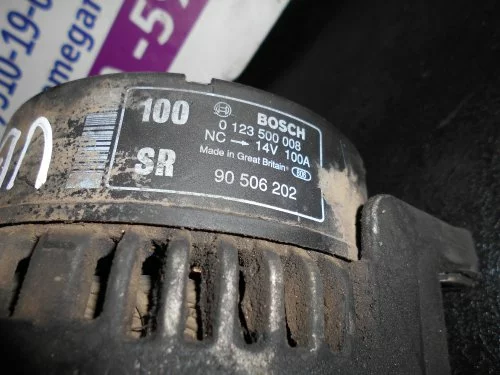 100
BOSCH
0 123 500 008
NC → 14V 100A
Made in Great Britain
SR
90 506 202